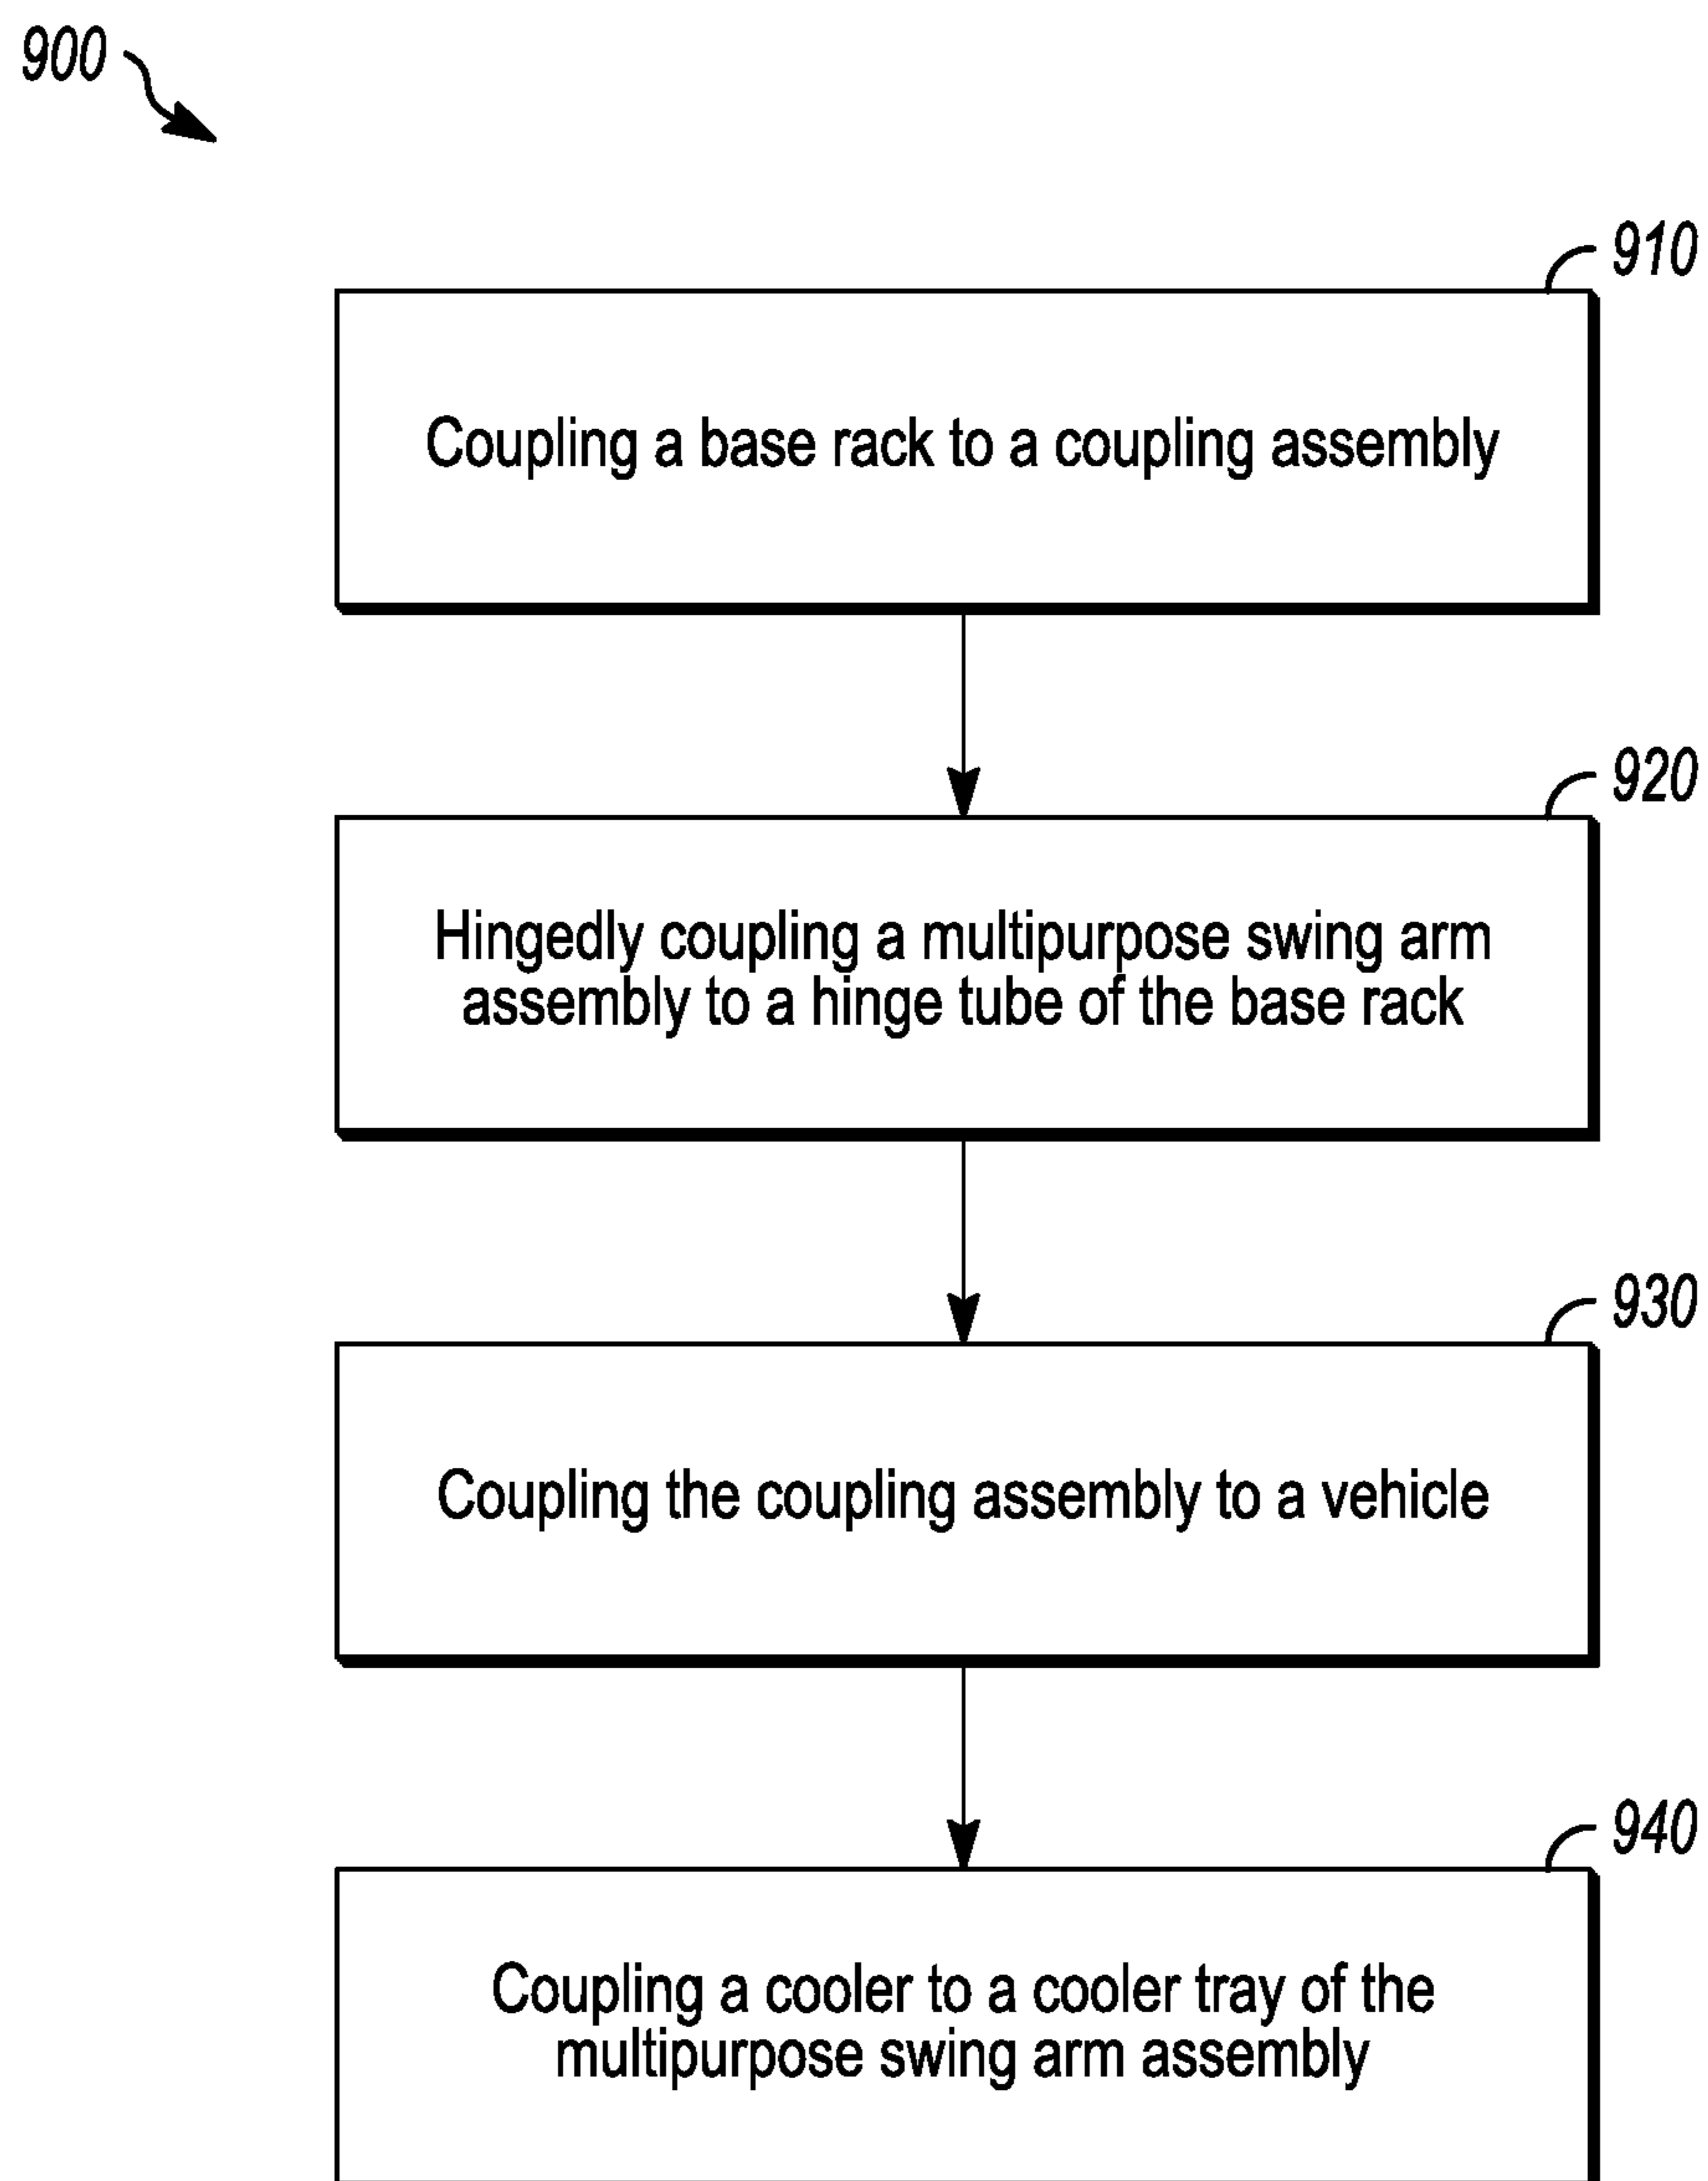 900
910
Coupling a base rack to a coupling assembly
920
Hingedly coupling a multipurpose swing arm
assembly to a hinge tube of the base rack
930
Coupling the coupling assembly to a vehicle
940
Coupling a cooler to a cooler tray of the
multipurpose swing arm assembly